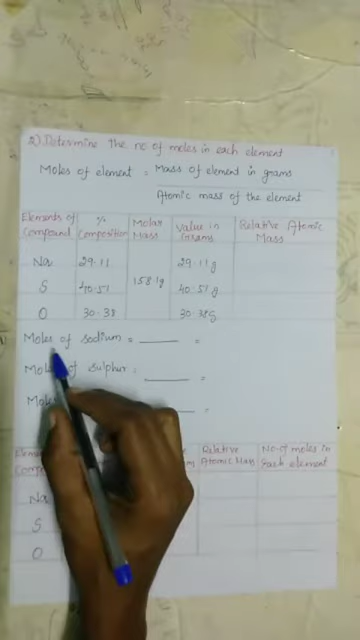 2) Determine the no of moles in each element
Moles of element = Mass of element in grams
Atomic mass of the element
Elements of Compound % Composition Molar Mass Value in Grams Relative Atomic Mass
Na 29.11 29.11g
S 40.51 158.1g 40.51g
O 30.38 30.38g
Moles of sodium = =
Moles of sulphur = =
=
Relative Atomic Mass No. of moles in each element
Na
S
O